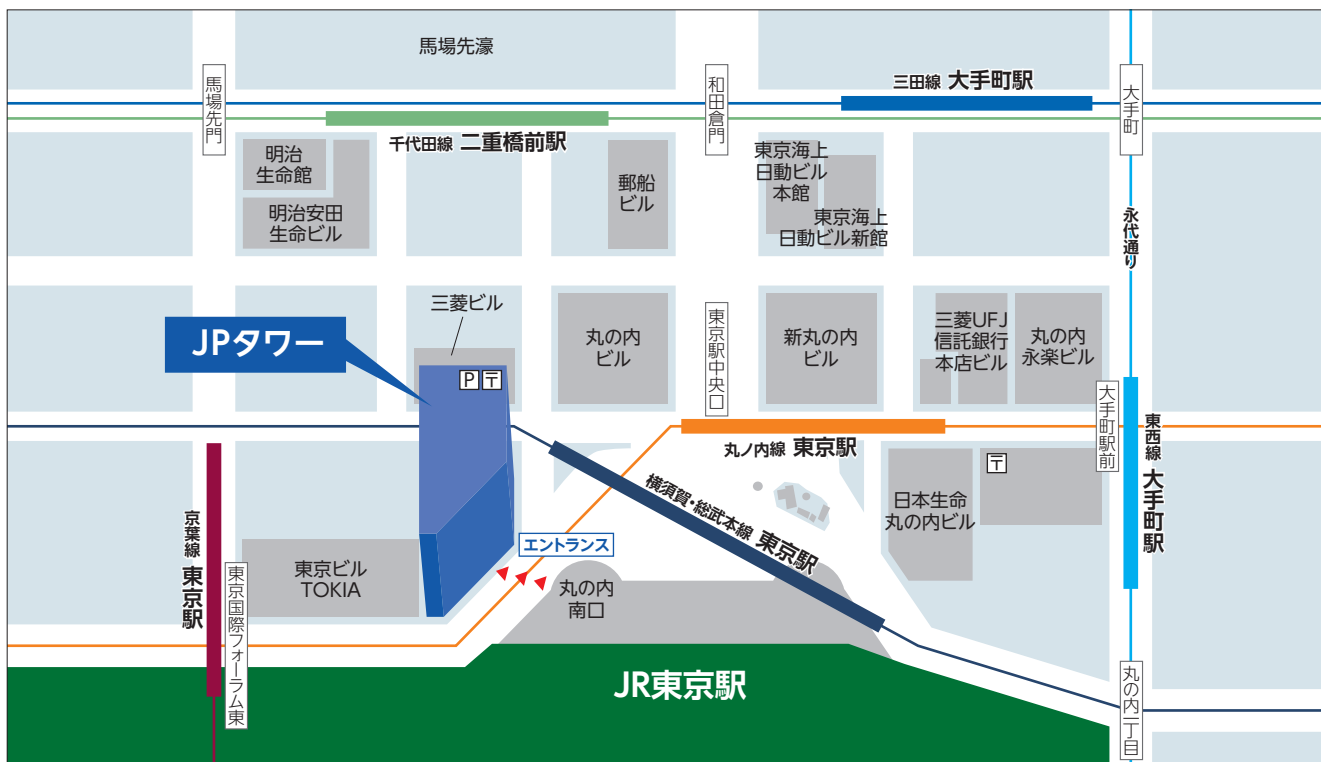 馬場先濠
馬場先門
和田倉門
三田線 大手町駅
大手町
千代田線 二重橋前駅
明治
生命館
明治安田
生命ビル
郵船
ビル
東京海上
日動ビル
本館
東京海上
日動ビル新館
永代通り
三菱ビル
JPタワー
P 〒
丸の内
ビル
東京駅中央口
新丸の内
ビル
三菱UFJ
信託銀行
本店ビル
丸の内
永楽ビル
大手町駅前
丸ノ内線 東京駅
東西線 大手町駅
横須賀・総武本線 東京駅
〒
日本生命
丸の内ビル
京葉線 東京駅
東京国際フォーラム東
東京ビル
TOKIA
エントランス
丸の内
南口
JR東京駅
丸の内一丁目